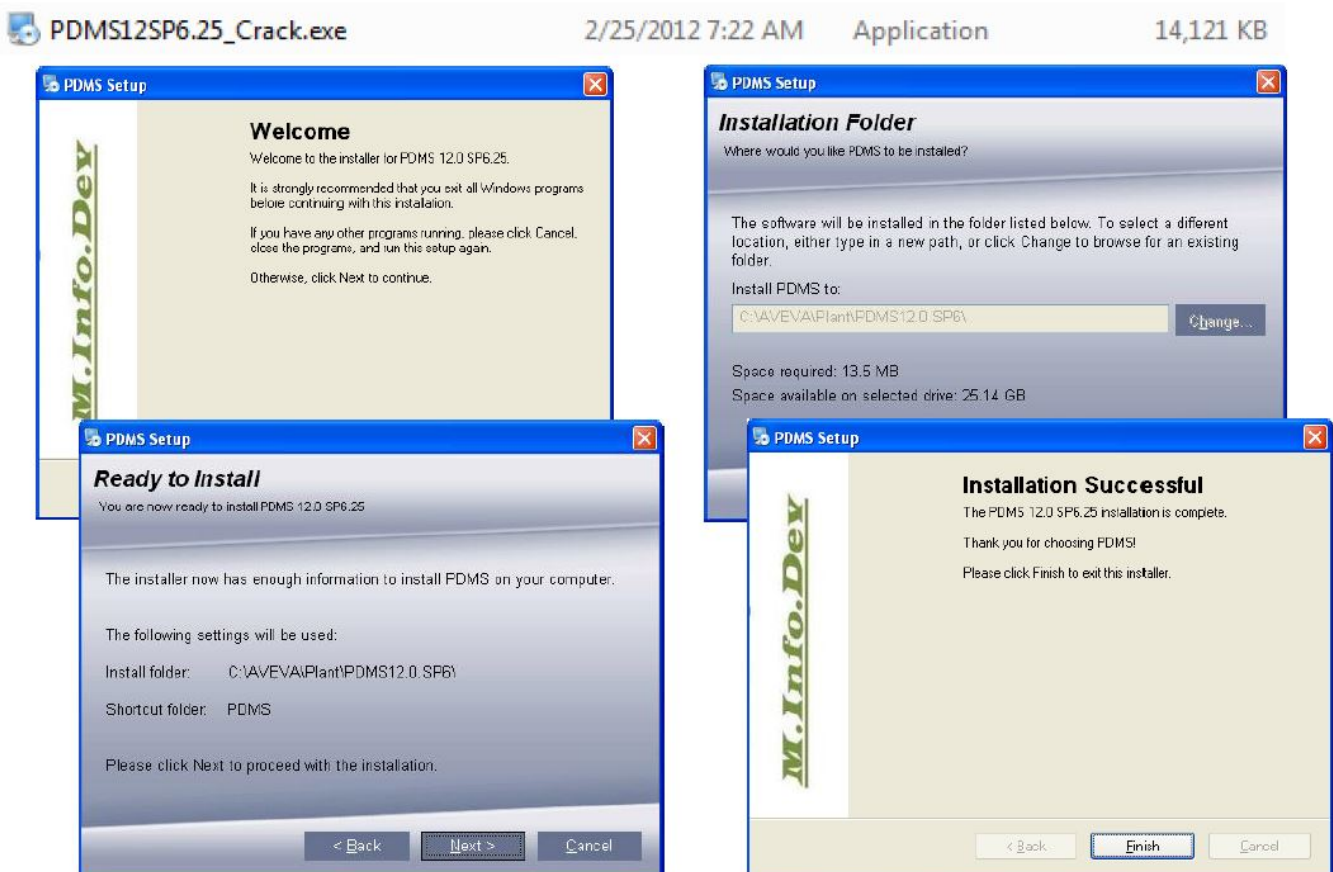 PDMS12SP6.25_Crack.exe 2/25/2012 7:22 AM Application 14,121 KB
PDMS Setup
M.Info.Dev
Welcome
Welcome to the installer for PDMS 12.0 SP6.25.
It is strongly recommended that you exit all Windows programs
before continuing with this installation.
If you have any other programs running, please click Cancel,
close the programs, and run this setup again.
Otherwise, click Next to continue.
PDMS Setup
Installation Folder
Where would you like PDMS to be installed?
The software will be installed in the folder listed below. To select a different
location, either type in a new path, or click Change to browse for an existing
folder.
Install PDMS to:
C:\AVEVA\Plant\PDMS12.0.SP6\
Change...
Space required: 13.5 MB
Space available on selected drive: 25.14 GB
PDMS Setup
Ready to Install
You are now ready to install PDMS 12.0 SP6.25
The installer now has enough information to install PDMS on your computer.
The following settings will be used:
Install folder: C:\AVEVA\Plant\PDMS12.0.SP6\
Shortcut folder: PDMS
Please click Next to proceed with the installation.
< Back Next > Cancel
PDMS Setup
M.Info.Dev
Installation Successful
The PDMS 12.0 SP6.25 installation is complete.
Thank you for choosing PDMS!
Please click Finish to exit this installer.
< Back Finish Cancel